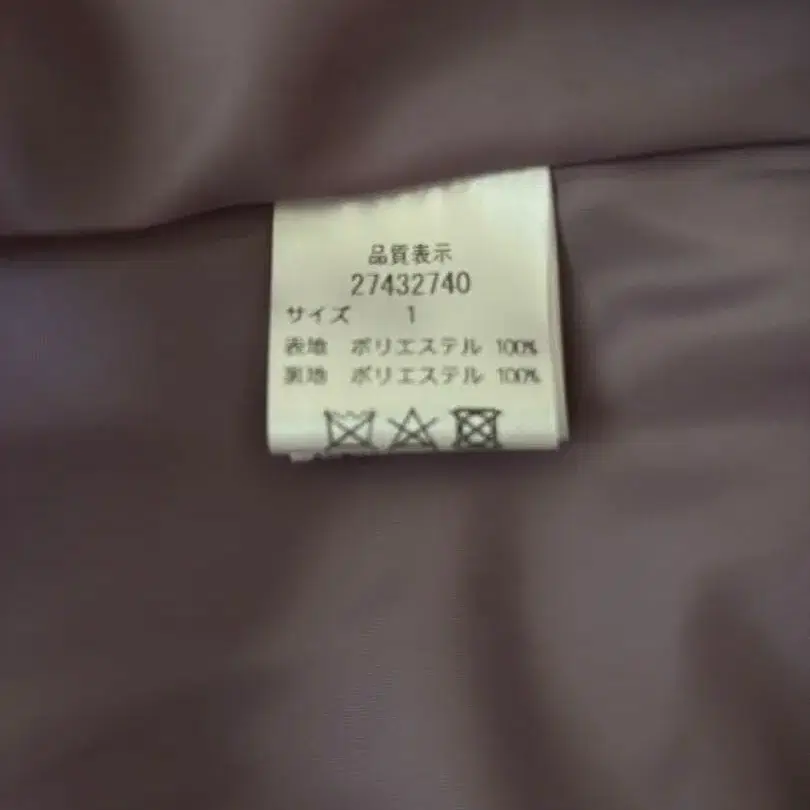 品質表示
27432740
サイズ 1
表地 ポリエステル 100%
裏地 ポリエステル 100%